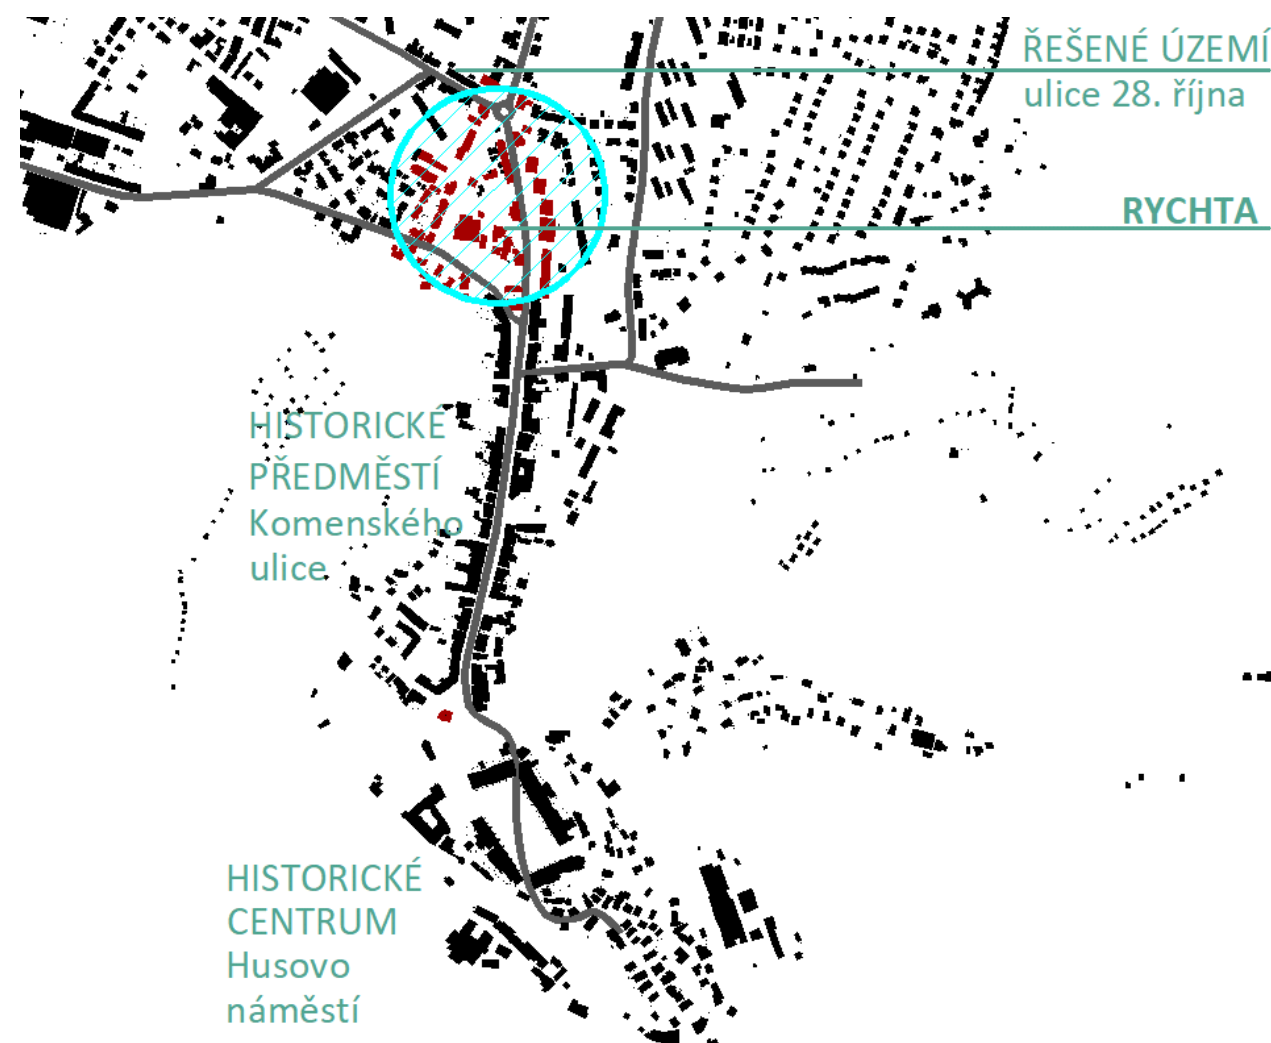 ŘEŠENÉ ÚZEMÍ
ulice 28. října
RYCHTA
HISTORICKÉ
PŘEDMĚSTÍ
Komenského
ulice
HISTORICKÉ
CENTRUM
Husovo
náměstí